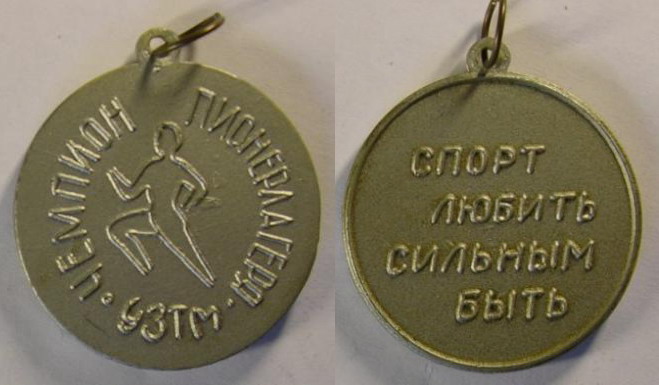 ЧЕМПИОН ПИОНЕРЛАГЕРЯ
• УЗТМ •
СПОРТ
ЛЮБИТЬ
СИЛЬНЫМ
БЫТЬ